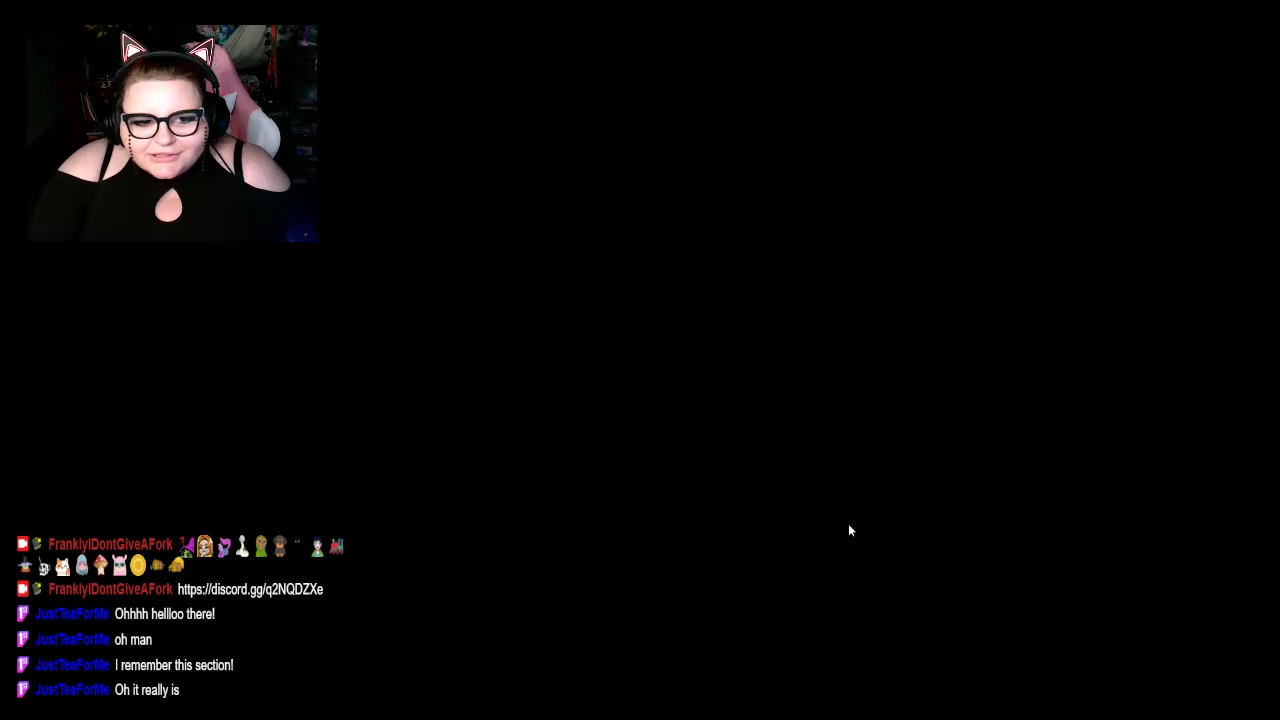 FranklyIDontGiveAFork
FranklyIDontGiveAFork https://discord.gg/q2NQDZXe
JustTeaForMe Ohhhh hellloo there!
JustTeaForMe oh man
JustTeaForMe I remember this section!
JustTeaForMe Oh it really is